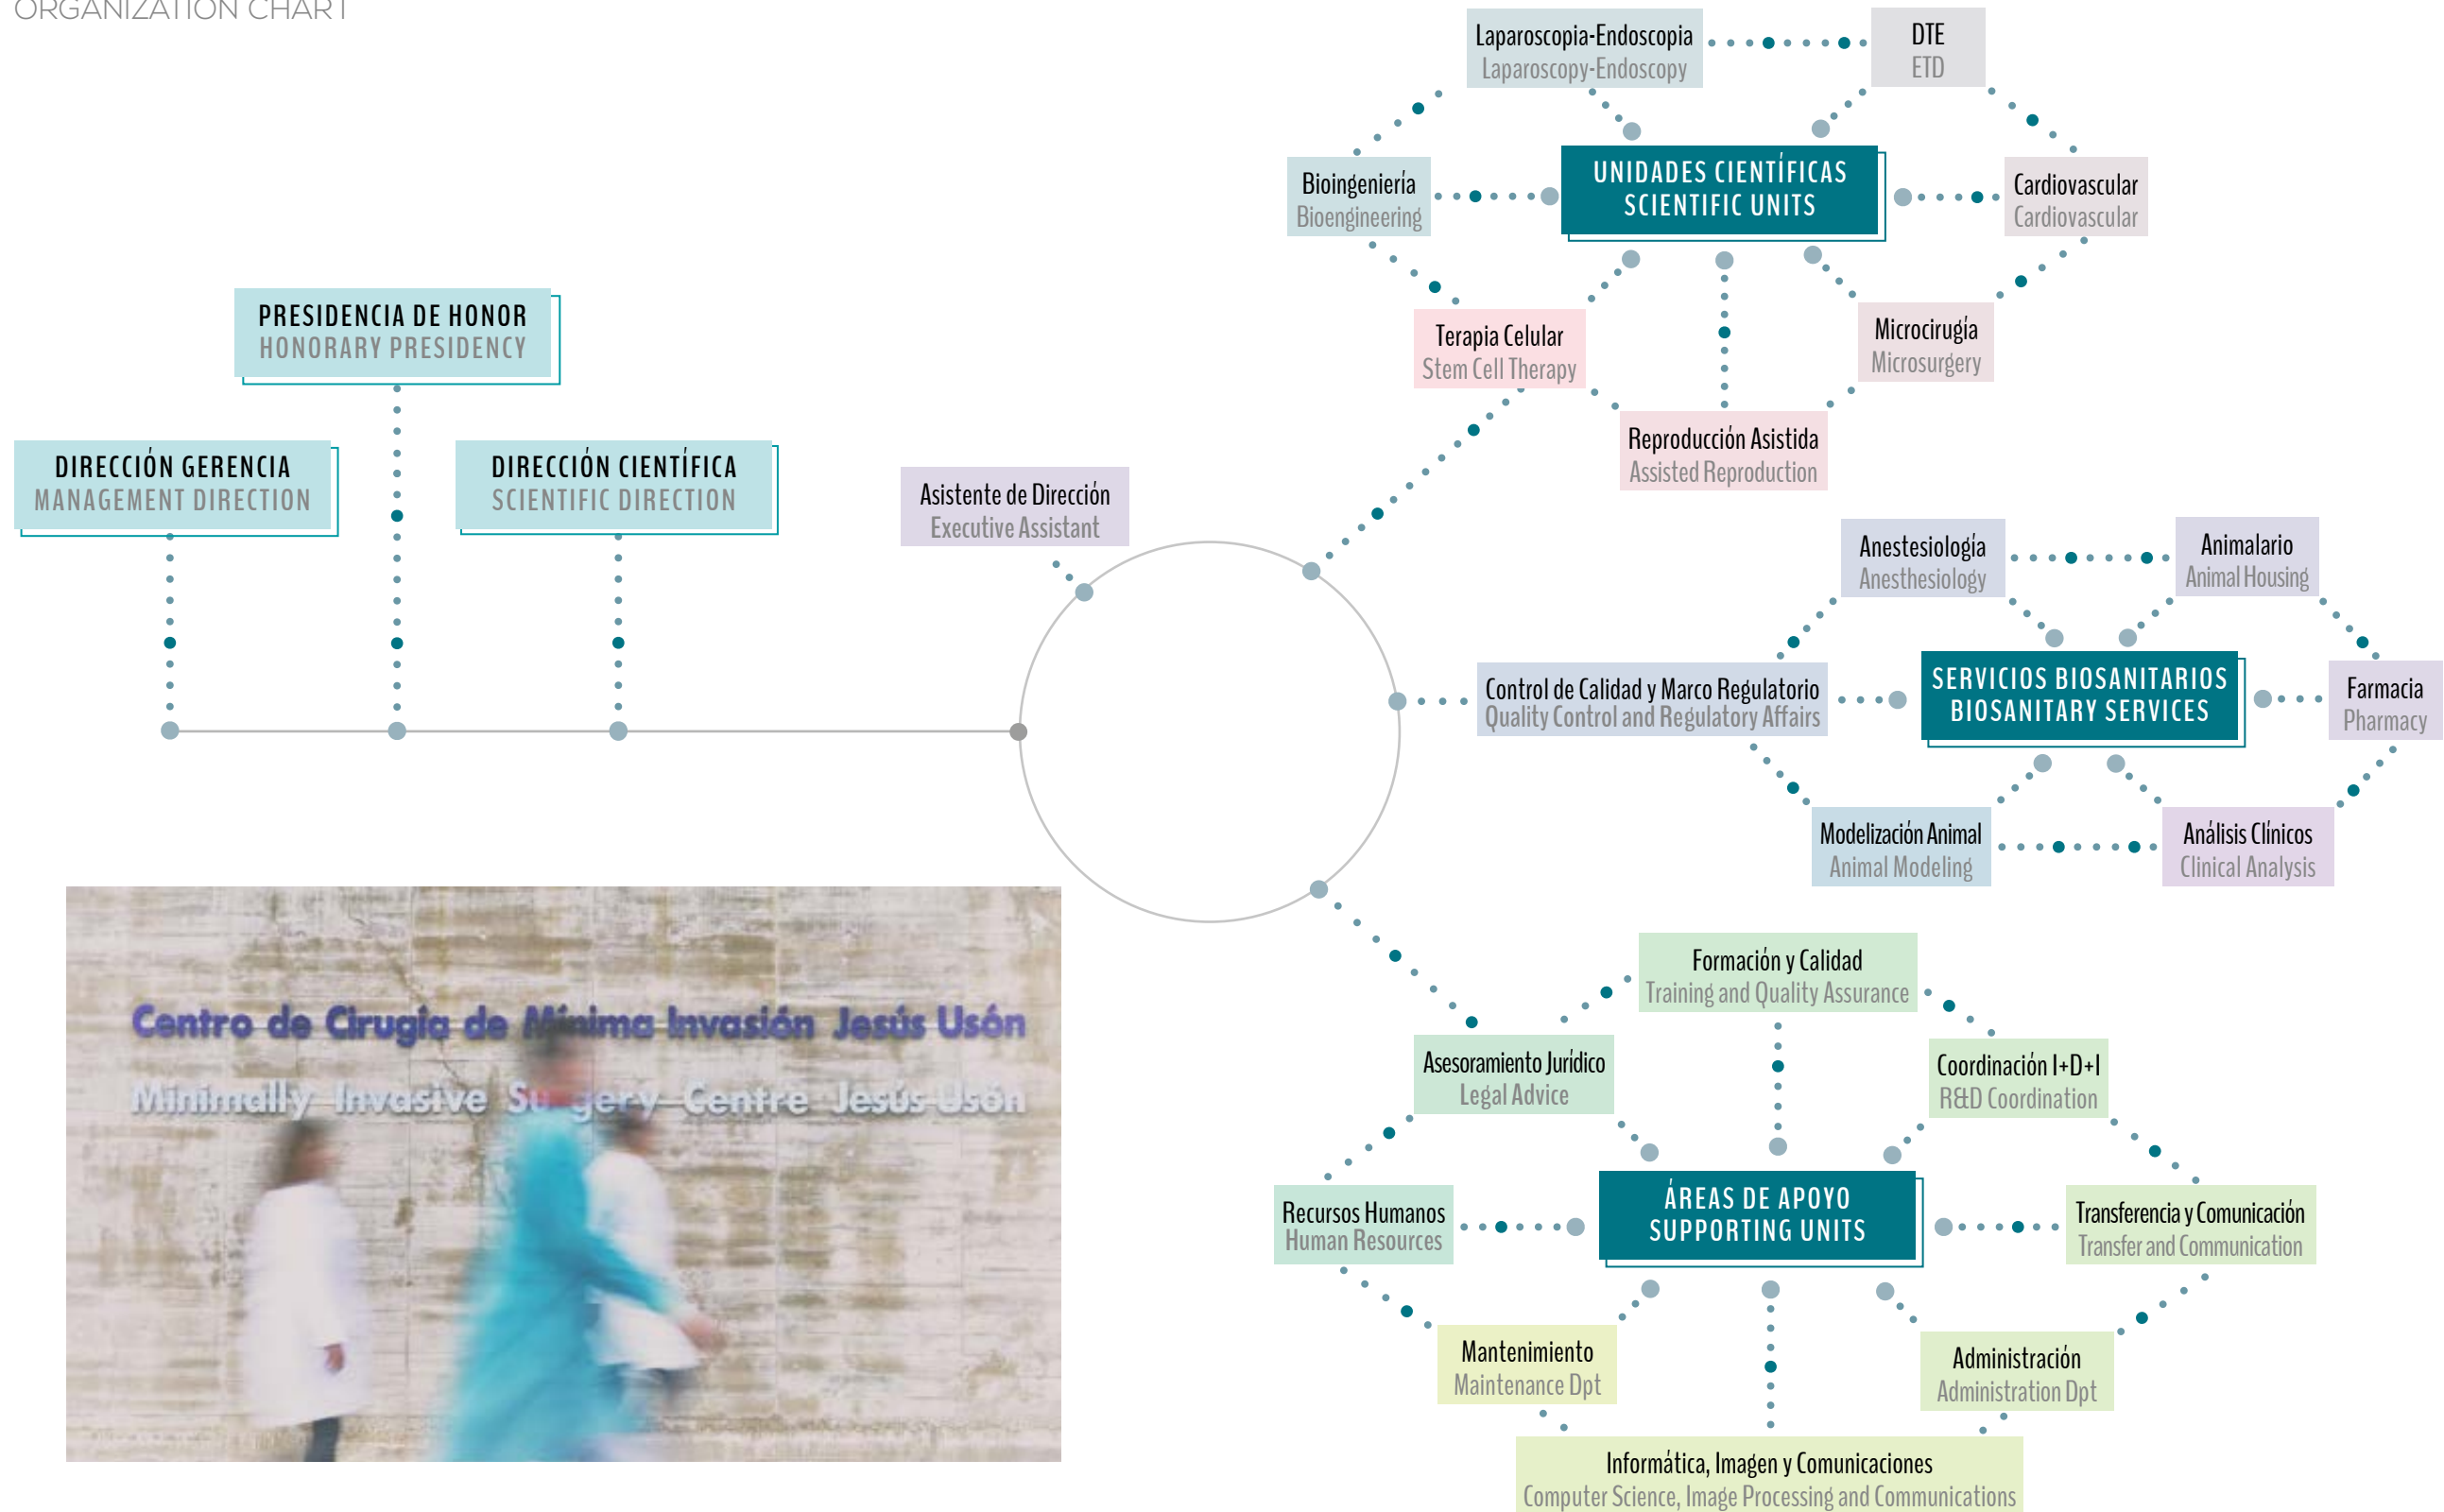 ORGANIZATION CHART
PRESIDENCIA DE HONOR
HONORARY PRESIDENCY
DIRECCIÓN GERENCIA
MANAGEMENT DIRECTION
DIRECCIÓN CIENTÍFICA
SCIENTIFIC DIRECTION
Asistente de Dirección
Executive Assistant
Laparoscopia-Endoscopia
Laparoscopy-Endoscopy
DTE
ETD
Bioingeniería
Bioengineering
UNIDADES CIENTÍFICAS
SCIENTIFIC UNITS
Cardiovascular
Cardiovascular
Terapia Celular
Stem Cell Therapy
Microcirugía
Microsurgery
Reproducción Asistida
Assisted Reproduction
Anestesiología
Anesthesiology
Animalario
Animal Housing
Control de Calidad y Marco Regulatorio
Quality Control and Regulatory Affairs
SERVICIOS BIOSANITARIOS
BIOSANITARY SERVICES
Farmacia
Pharmacy
Modelización Animal
Animal Modeling
Análisis Clínicos
Clinical Analysis
Formación y Calidad
Training and Quality Assurance
Asesoramiento Jurídico
Legal Advice
Coordinación I+D+I
R&D Coordination
Recursos Humanos
Human Resources
ÁREAS DE APOYO
SUPPORTING UNITS
Transferencia y Comunicación
Transfer and Communication
Mantenimiento
Maintenance Dpt
Administración
Administration Dpt
Informática, Imagen y Comunicaciones
Computer Science, Image Processing and Communications
Centro de Cirugía de Mínima Invasión Jesús Usón
Minimally Invasive Surgery Centre Jesús Usón